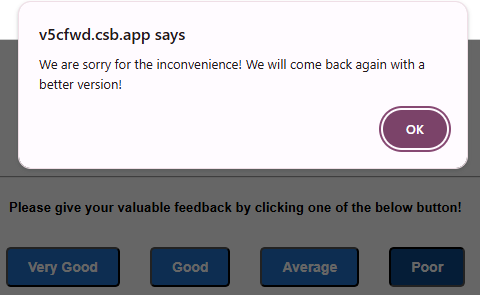 v5cfwd.csb.app says
We are sorry for the inconvenience! We will come back again with a
better version!
OK
Please give your valuable feedback by clicking one of the below button!
Very Good
Good
Average
Poor